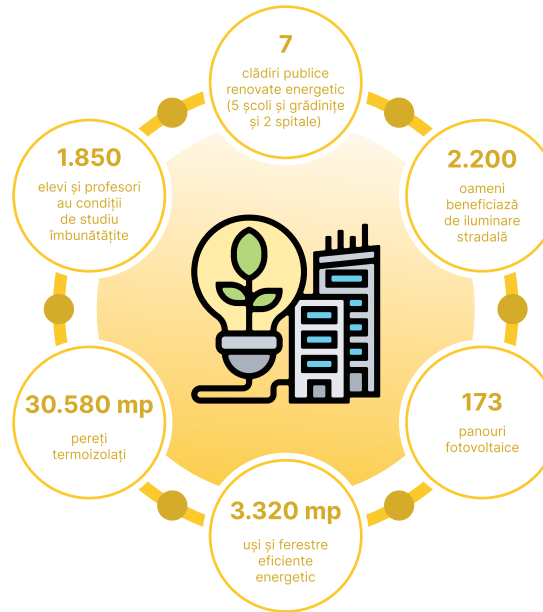 7
clădiri publice
renovate energetic
(5 școli și grădinițe
și 2 spitale)
2.200
oameni
beneficiază
de iluminare
stradală
173
panouri
fotovoltaice
3.320 mp
uși și ferestre
eficiente
energetic
30.580 mp
pereți
termoizolați
1.850
elevi și profesori
au condiții
de studiu
îmbunătățite